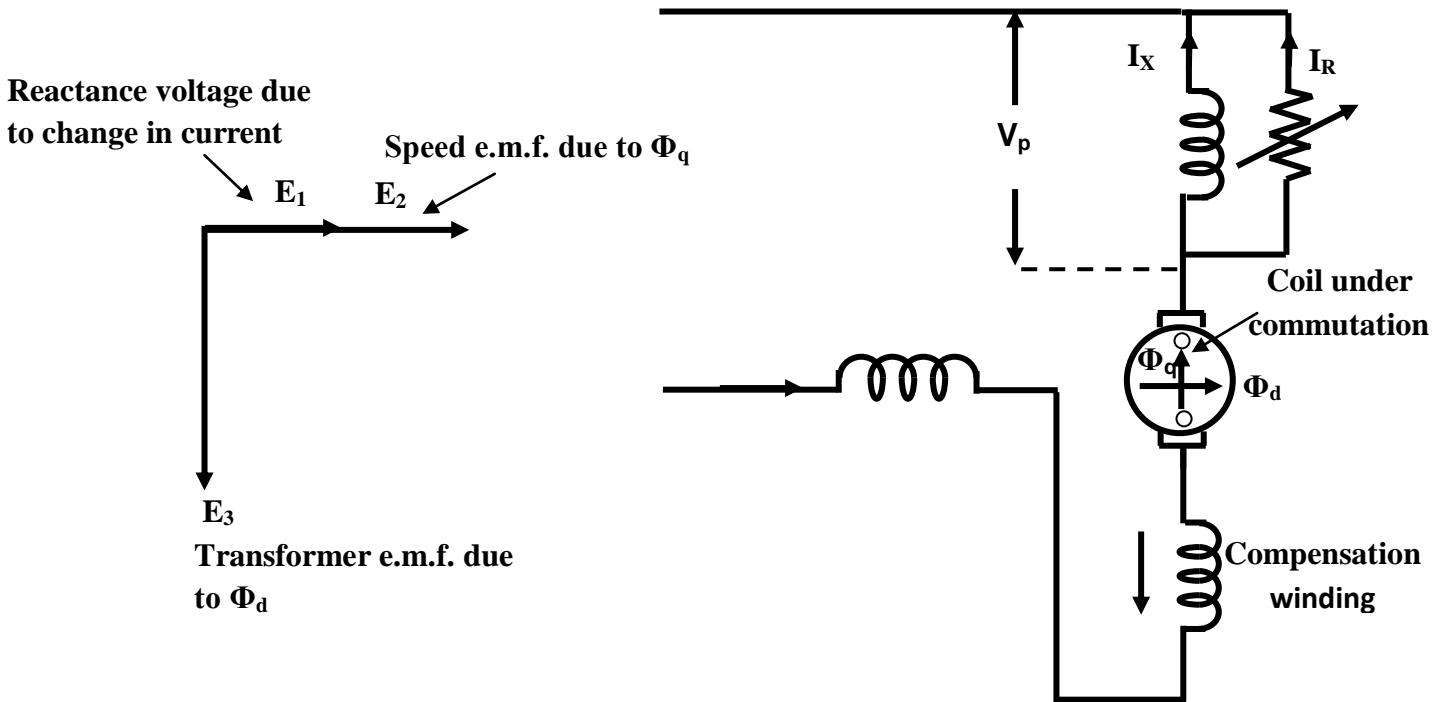 Reactance voltage due
to change in current
Speed e.m.f. due to Φq
E1
E2
E3
Transformer e.m.f. due
to Φd
IX
IR
Vp
Coil under
commutation
Φq
Φd
Compensation
winding